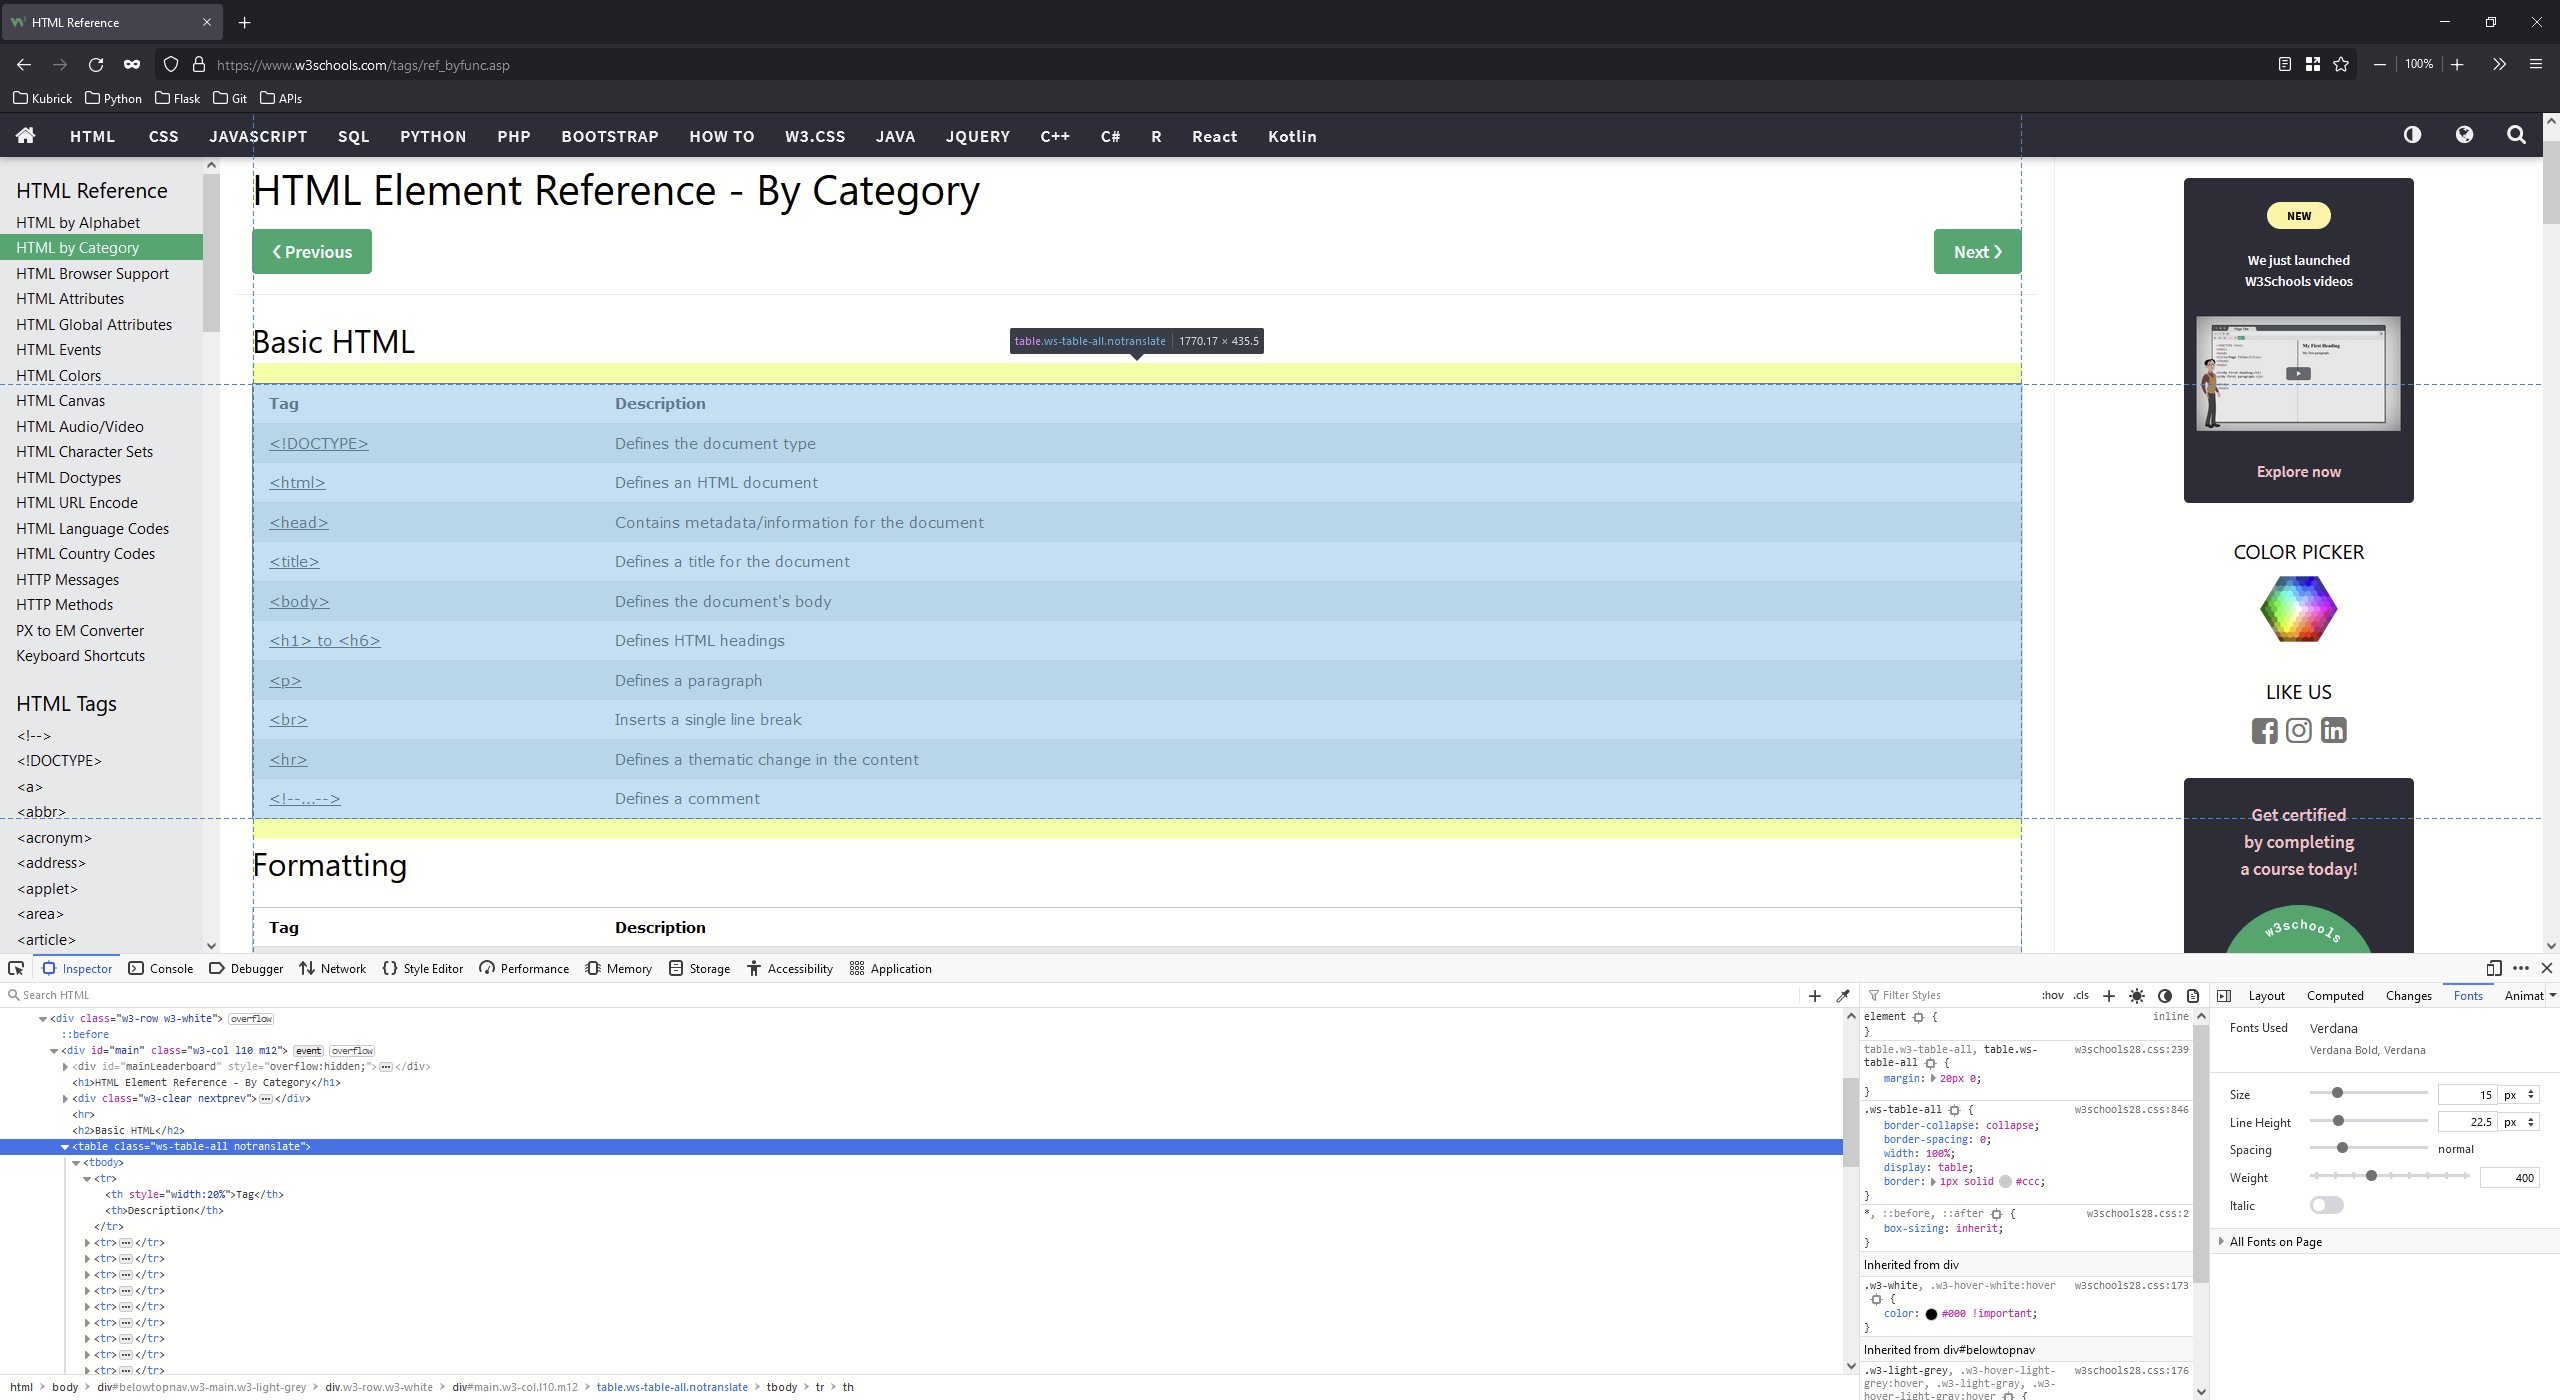 HTML Reference
https://www.w3schools.com/tags/ref_byfunc.asp
100%
Kubrick Python Flask Git APIs
HTML CSS JAVASCRIPT SQL PYTHON PHP BOOTSTRAP HOW TO W3.CSS JAVA JQUERY C++ C# R React Kotlin
HTML Reference
HTML by Alphabet
HTML by Category
HTML Browser Support
HTML Attributes
HTML Global Attributes
HTML Events
HTML Colors
HTML Canvas
HTML Audio/Video
HTML Character Sets
HTML Doctypes
HTML URL Encode
HTML Language Codes
HTML Country Codes
HTTP Messages
HTTP Methods
PX to EM Converter
Keyboard Shortcuts
HTML Tags
<!-->
<!DOCTYPE>
<a>
<abbr>
<acronym>
<address>
<applet>
<area>
<article>
HTML Element Reference - By Category
❮ Previous
Next ❯
Basic HTML
table.ws-table-all.notranslate 1770.17 × 435.5
Tag Description
<!DOCTYPE> Defines the document type
<html> Defines an HTML document
<head> Contains metadata/information for the document
<title> Defines a title for the document
<body> Defines the document's body
<h1> to <h6> Defines HTML headings
<p> Defines a paragraph
<br> Inserts a single line break
<hr> Defines a thematic change in the content
<!--...--> Defines a comment
Formatting
Tag Description
NEW
We just launched
W3Schools videos
My First Heading
Explore now
COLOR PICKER
LIKE US
Get certified
by completing
a course today!
w3schools
Inspector Console Debugger Network Style Editor Performance Memory Storage Accessibility Application
Search HTML
<div class="w3-row w3-white"> overflow
::before
<div id="main" class="w3-col l10 m12"> event overflow
<div id="mainLeaderboard" style="overflow:hidden;"> ··· </div>
<h1>HTML Element Reference - By Category</h1>
<div class="w3-clear nextprev"> ··· </div>
<hr>
<h2>Basic HTML</h2>
<table class="ws-table-all notranslate">
<tbody>
<tr>
<th style="width:20%">Tag</th>
<th>Description</th>
</tr>
<tr> ··· </tr>
<tr> ··· </tr>
<tr> ··· </tr>
<tr> ··· </tr>
<tr> ··· </tr>
<tr> ··· </tr>
<tr> ··· </tr>
<tr> ··· </tr>
<tr> ··· </tr>
html > body > div#belowtopnav.w3-main.w3-light-grey > div.w3-row.w3-white > div#main.w3-col.l10.m12 > table.ws-table-all.notranslate > tbody > tr > th
Filter Styles :hov .cls
element { inline
}
table.w3-table-all, table.ws- w3schools28.css:239
table-all {
margin: 20px 0;
}
.ws-table-all { w3schools28.css:846
border-collapse: collapse;
border-spacing: 0;
width: 100%;
display: table;
border: 1px solid #ccc;
}
*, ::before, ::after { w3schools28.css:2
box-sizing: inherit;
}
Inherited from div
.w3-white, .w3-hover-white:hover w3schools28.css:173
{
color: #000 !important;
}
Inherited from div#belowtopnav
.w3-light-grey, .w3-hover-light- w3schools28.css:176
grey:hover, .w3-light-gray, .w3-
hover-light-gray:hover {
Layout Computed Changes Fonts Animat
Fonts Used Verdana
Verdana Bold, Verdana
Size 15 px
Line Height 22.5 px
Spacing normal
Weight 400
Italic
All Fonts on Page